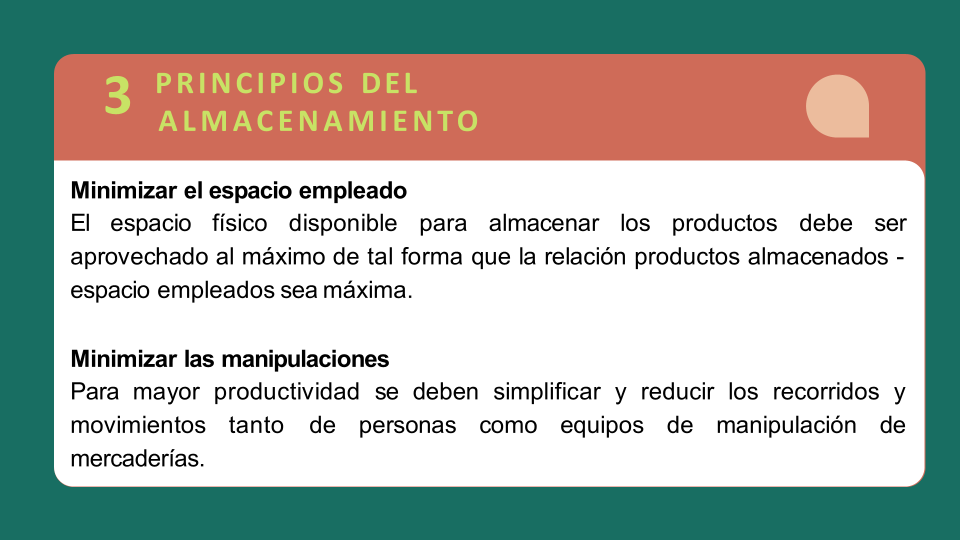 3 PRINCIPIOS DEL
ALMACENAMIENTO
Minimizar el espacio empleado
El espacio físico disponible para almacenar los productos debe ser
aprovechado al máximo de tal forma que la relación productos almacenados -
espacio empleados sea máxima.
Minimizar las manipulaciones
Para mayor productividad se deben simplificar y reducir los recorridos y
movimientos tanto de personas como equipos de manipulación de
mercaderías.